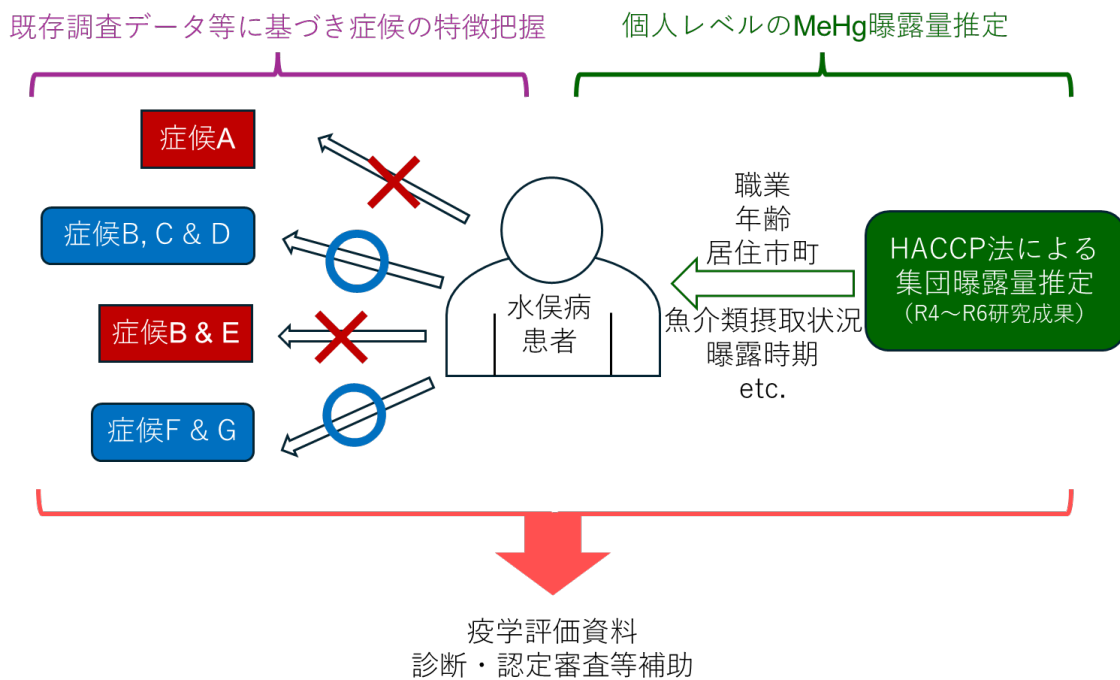 既存調査データ等に基づき症候の特徴把握
個人レベルのMeHg曝露量推定
症候A
症候B, C & D
症候B & E
症候F & G
水俣病
患者
職業
年齢
居住市町
魚介類摂取状況
曝露時期
etc.
HACCP法による
集団曝露量推定
(R4～R6研究成果)
疫学評価資料
診断・認定審査等補助